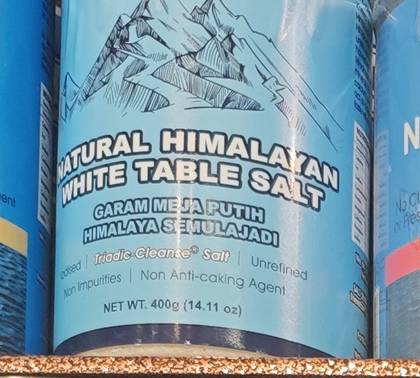 NATURAL HIMALAYAN
WHITE TABLE SALT
GARAM MEJA PUTIH
HIMALAYA SEMULAJADI
Triadic-Cleanse® Salt | Unrefined
Non Impurities | Non Anti-caking Agent
NET WT. 400g (14.11 oz)
N